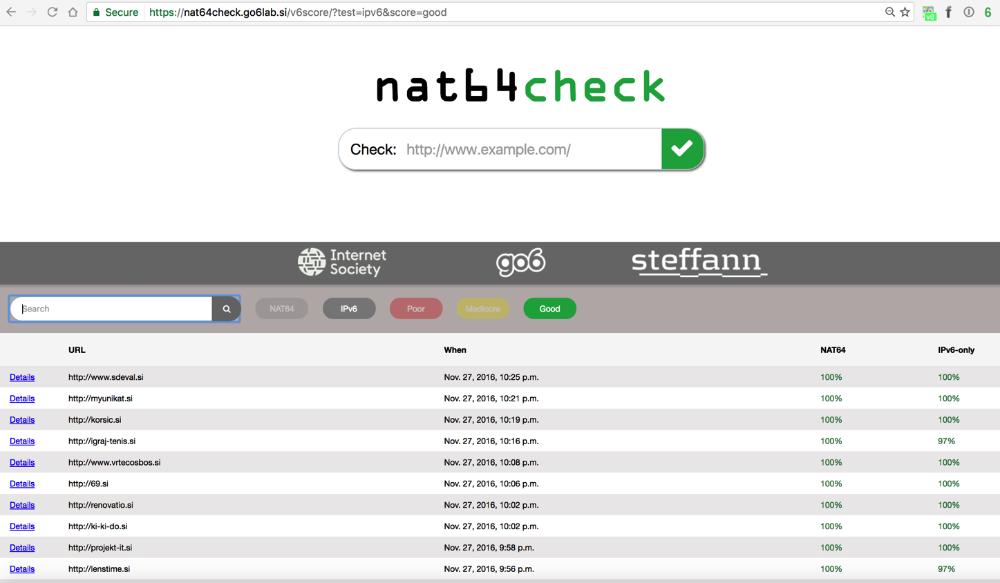 Secure https://nat64check.go6lab.si/v6score/?test=ipv6&score=good v6 f 6
nat64check
Check: http://www.example.com/
Internet Society go6 steffann
Search NAT64 IPv6 Poor Mediocre Good
URL When NAT64 IPv6-only
Details http://www.sdeval.si Nov. 27, 2016, 10:25 p.m. 100% 100%
Details http://myunikat.si Nov. 27, 2016, 10:21 p.m. 100% 100%
Details http://korsic.si Nov. 27, 2016, 10:19 p.m. 100% 100%
Details http://igraj-tenis.si Nov. 27, 2016, 10:16 p.m. 100% 97%
Details http://www.vrtecosbos.si Nov. 27, 2016, 10:08 p.m. 100% 100%
Details http://69.si Nov. 27, 2016, 10:06 p.m. 100% 100%
Details http://renovatio.si Nov. 27, 2016, 10:02 p.m. 100% 100%
Details http://ki-ki-do.si Nov. 27, 2016, 10:02 p.m. 100% 100%
Details http://projekt-it.si Nov. 27, 2016, 9:58 p.m. 100% 100%
Details http://lenstime.si Nov. 27, 2016, 9:56 p.m. 100% 97%